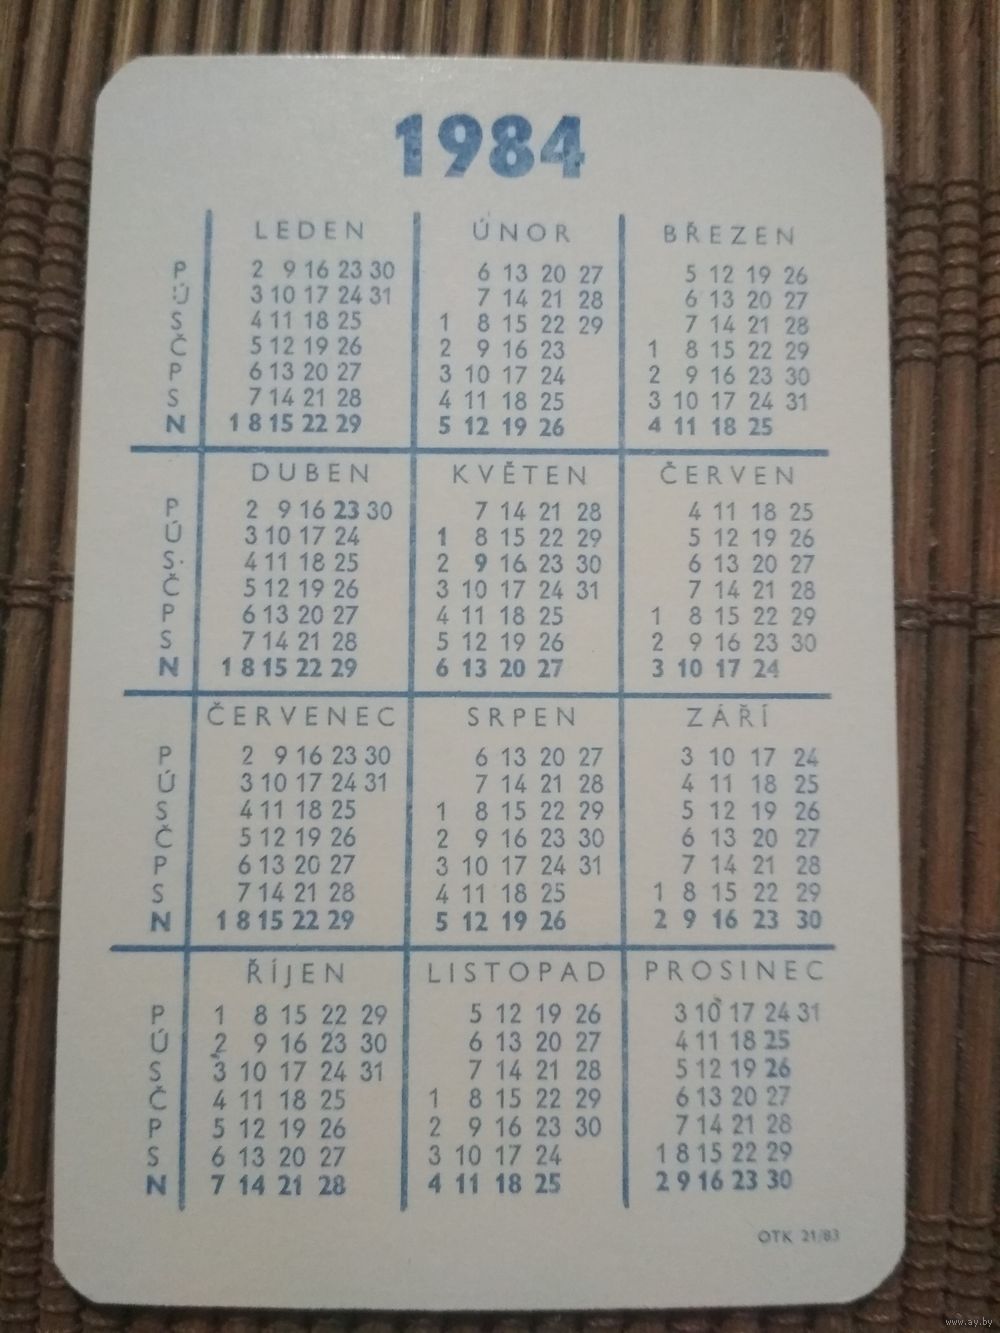 1984
LEDEN ÚNOR BŘEZEN
P 2 9 16 23 30 6 13 20 27 5 12 19 26
Ú 3 10 17 24 31 7 14 21 28 6 13 20 27
S 4 11 18 25 1 8 15 22 29 7 14 21 28
Č 5 12 19 26 2 9 16 23 1 8 15 22 29
P 6 13 20 27 3 10 17 24 2 9 16 23 30
S 7 14 21 28 4 11 18 25 3 10 17 24 31
N 1 8 15 22 29 5 12 19 26 4 11 18 25
DUBEN KVĚTEN ČERVEN
P 2 9 16 23 30 7 14 21 28 4 11 18 25
Ú 3 10 17 24 1 8 15 22 29 5 12 19 26
S 4 11 18 25 2 9 16 23 30 6 13 20 27
Č 5 12 19 26 3 10 17 24 31 7 14 21 28
P 6 13 20 27 4 11 18 25 1 8 15 22 29
S 7 14 21 28 5 12 19 26 2 9 16 23 30
N 1 8 15 22 29 6 13 20 27 3 10 17 24
ČERVENEC SRPEN ZÁŘÍ
P 2 9 16 23 30 6 13 20 27 3 10 17 24
Ú 3 10 17 24 31 7 14 21 28 4 11 18 25
S 4 11 18 25 1 8 15 22 29 5 12 19 26
Č 5 12 19 26 2 9 16 23 30 6 13 20 27
P 6 13 20 27 3 10 17 24 31 7 14 21 28
S 7 14 21 28 4 11 18 25 1 8 15 22 29
N 1 8 15 22 29 5 12 19 26 2 9 16 23 30
ŘÍJEN LISTOPAD PROSINEC
P 1 8 15 22 29 5 12 19 26 3 10 17 24 31
Ú 2 9 16 23 30 6 13 20 27 4 11 18 25
S 3 10 17 24 31 7 14 21 28 5 12 19 26
Č 4 11 18 25 1 8 15 22 29 6 13 20 27
P 5 12 19 26 2 9 16 23 30 7 14 21 28
S 6 13 20 27 3 10 17 24 1 8 15 22 29
N 7 14 21 28 4 11 18 25 2 9 16 23 30
OTK 21/83
www.ay.by